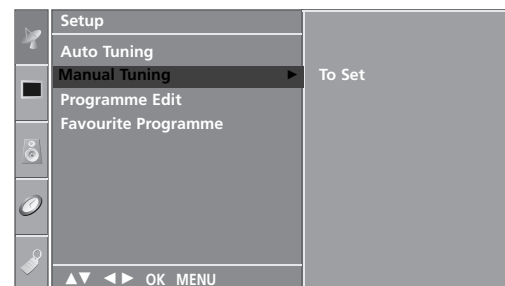 Setup
Auto Tuning
Manual Tuning ►
To Set
Programme Edit
Favourite Programme
▲▼ ◄► OK MENU